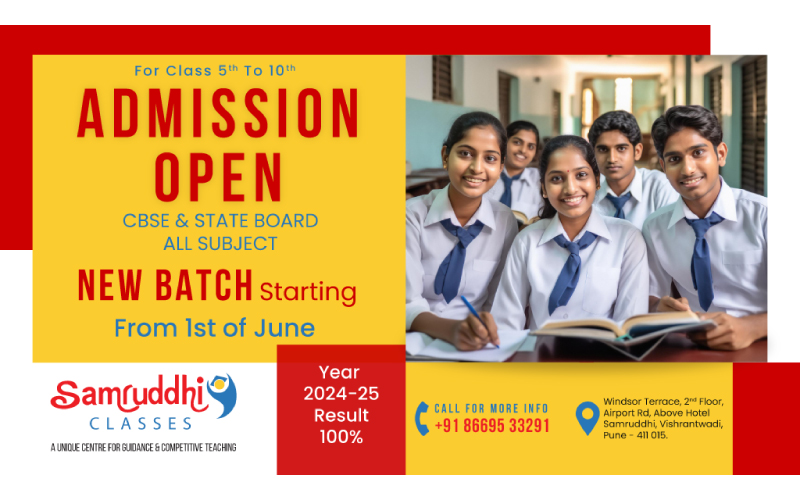 For Class 5th To 10th
ADMISSION
OPEN
CBSE & STATE BOARD
ALL SUBJECT
NEW BATCH Starting
From 1st of June
Samruddhi
CLASSES
A UNIQUE CENTRE FOR GUIDANCE & COMPETITIVE TEACHING
Year
2024-25
Result
100%
CALL FOR MORE INFO
+91 86695 33291
Windsor Terrace, 2nd Floor,
Airport Rd, Above Hotel
Samruddhi, Vishrantwadi,
Pune - 411 015.